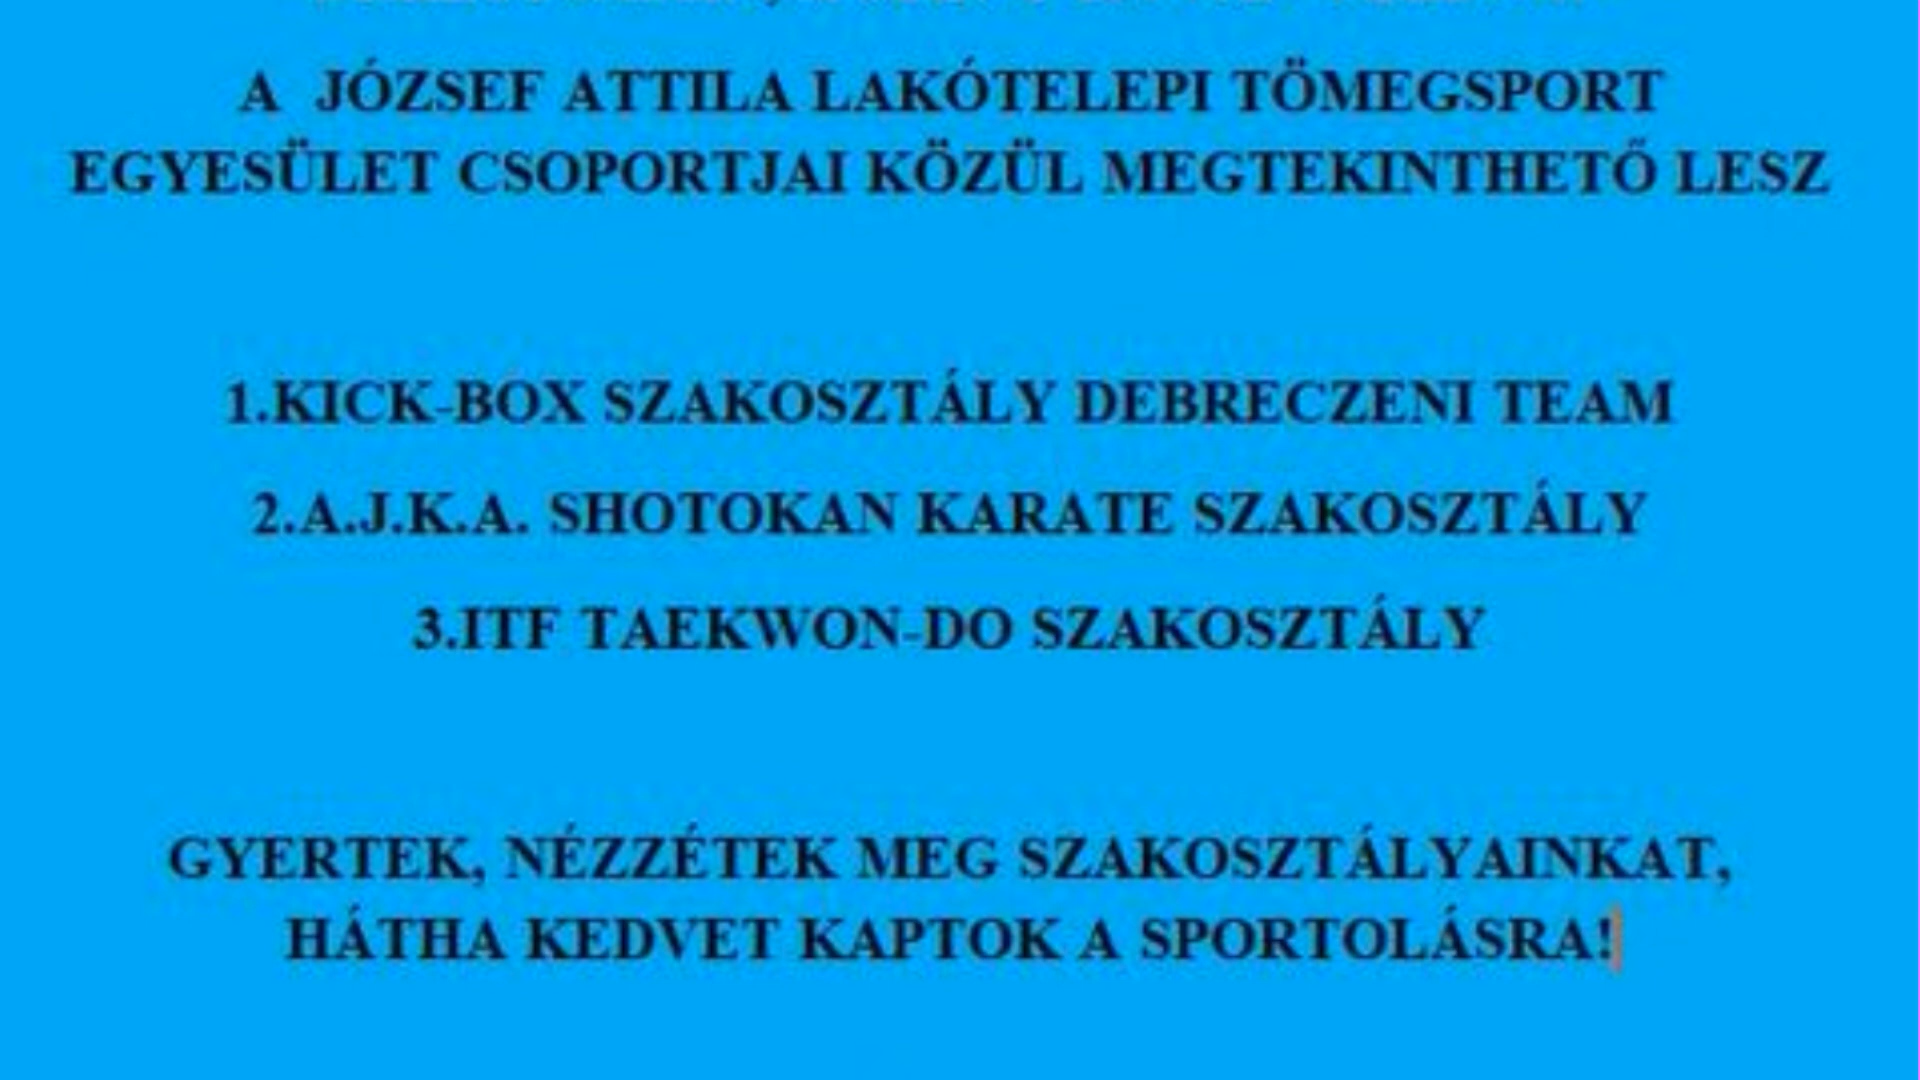 A JÓZSEF ATTILA LAKÓTELEPI TÖMEGSPORT
EGYESÜLET CSOPORTJAI KÖZÜL MEGTEKINTHETŐ LESZ
1.KICK-BOX SZAKOSZTÁLY DEBRECZENI TEAM
2.A.J.K.A. SHOTOKAN KARATE SZAKOSZTÁLY
3.ITF TAEKWON-DO SZAKOSZTÁLY
GYERTEK, NÉZZÉTEK MEG SZAKOSZTÁLYAINKAT,
HÁTHA KEDVET KAPTOK A SPORTOLÁSRA!